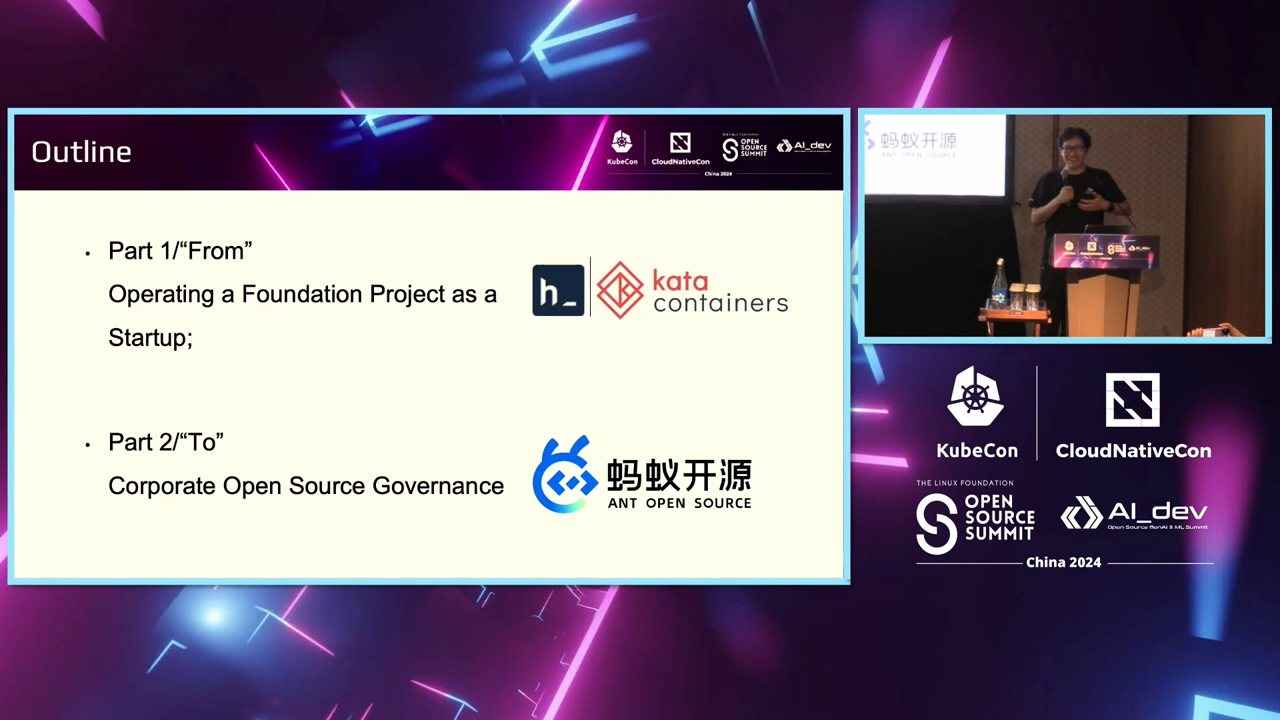 Outline
KubeCon
CloudNativeCon
THE LINUX FOUNDATION
OPEN
SOURCE
SUMMIT
AI_dev
China 2024
• Part 1/“From”
Operating a Foundation Project as a
Startup;
h_
kata
containers
• Part 2/“To”
Corporate Open Source Governance
蚂蚁开源
ANT OPEN SOURCE
蚂蚁开源
ANT OPEN SOURCE
KubeCon
CloudNativeCon
THE LINUX FOUNDATION
OPEN
SOURCE
SUMMIT
AI_dev
Open Source GenAI & ML Summit
China 2024